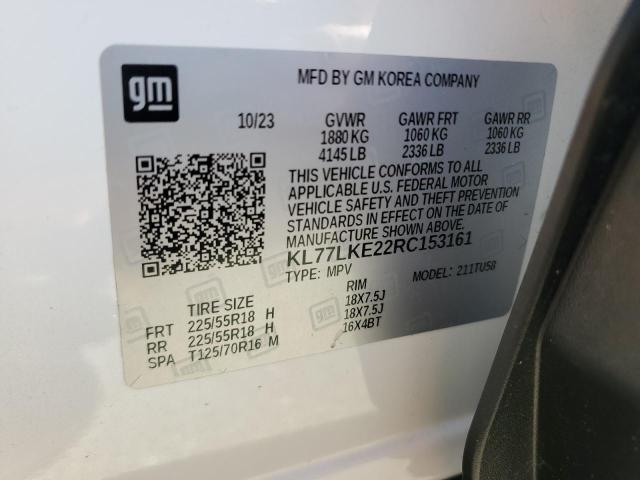 gm
MFD BY GM KOREA COMPANY
10/23 GVWR GAWR FRT GAWR RR
1880 KG 1060 KG 1060 KG
4145 LB 2336 LB 2336 LB
THIS VEHICLE CONFORMS TO ALL
APPLICABLE U.S. FEDERAL MOTOR
VEHICLE SAFETY AND THEFT PREVENTION
STANDARDS IN EFFECT ON THE DATE OF
MANUFACTURE SHOWN ABOVE.
KL77LKE22RC153161
TYPE: MPV MODEL: 211TU58
TIRE SIZE RIM
FRT 225/55R18 H 18X7.5J
RR 225/55R18 H 18X7.5J
SPA T125/70R16 M 16X4BT